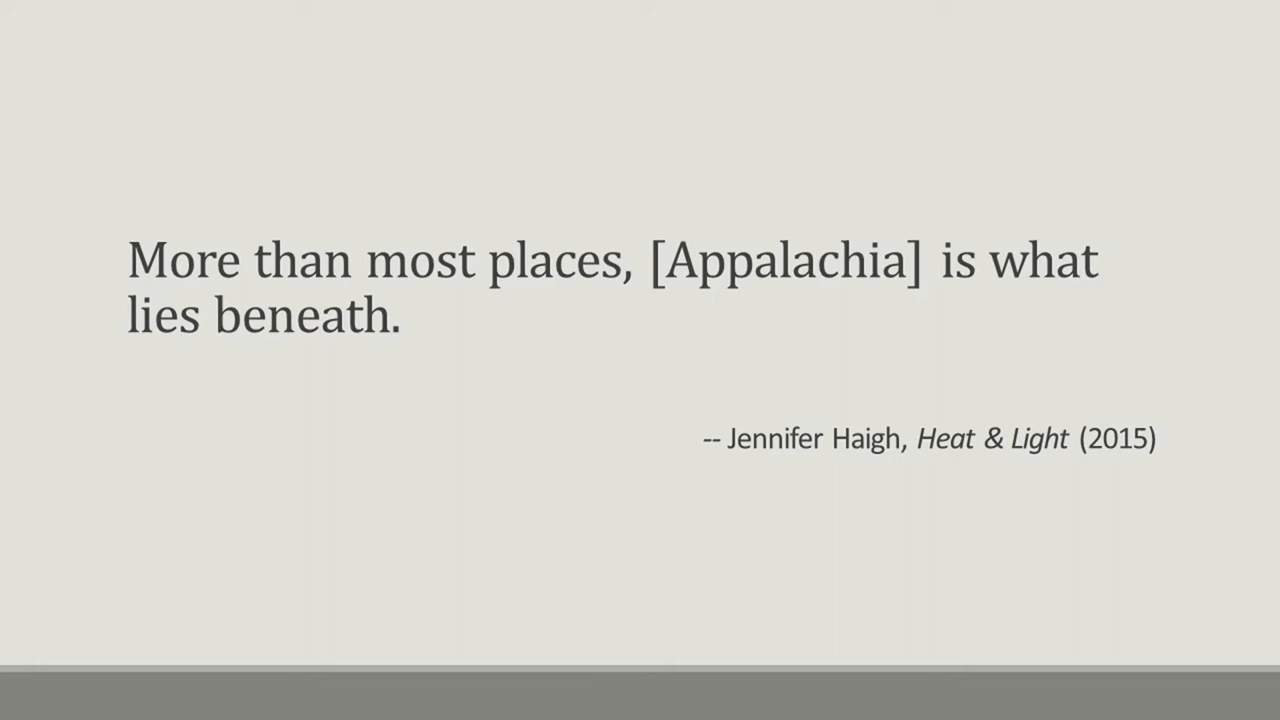 More than most places, [Appalachia] is what
lies beneath.
-- Jennifer Haigh, Heat & Light (2015)